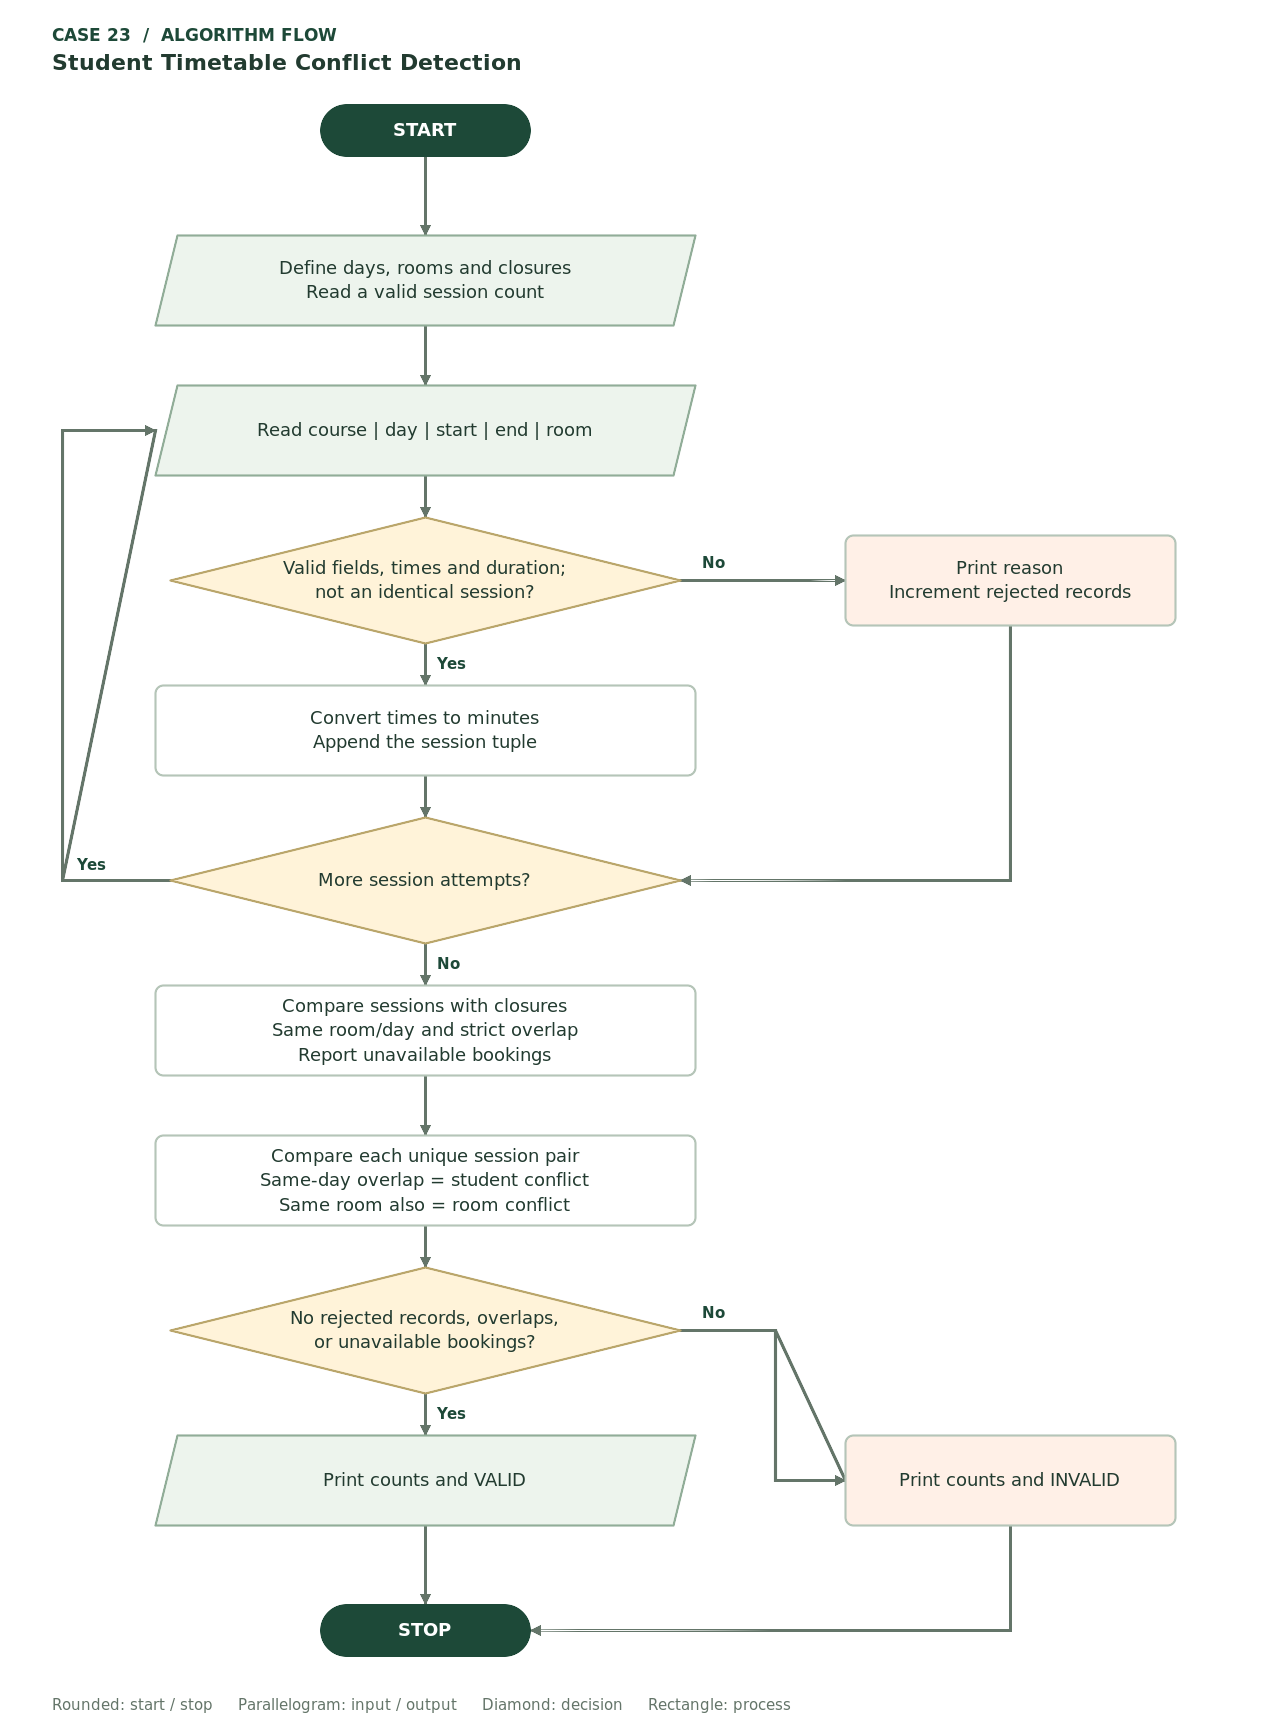 CASE 23 / ALGORITHM FLOW
Student Timetable Conflict Detection
START
Define days, rooms and closures
Read a valid session count
Read course | day | start | end | room
Valid fields, times and duration;
not an identical session?
No
Print reason
Increment rejected records
Yes
Convert times to minutes
Append the session tuple
Yes
More session attempts?
No
Compare sessions with closures
Same room/day and strict overlap
Report unavailable bookings
Compare each unique session pair
Same-day overlap = student conflict
Same room also = room conflict
No rejected records, overlaps,
or unavailable bookings?
No
Yes
Print counts and VALID
Print counts and INVALID
STOP
Rounded: start / stop Parallelogram: input / output Diamond: decision Rectangle: process